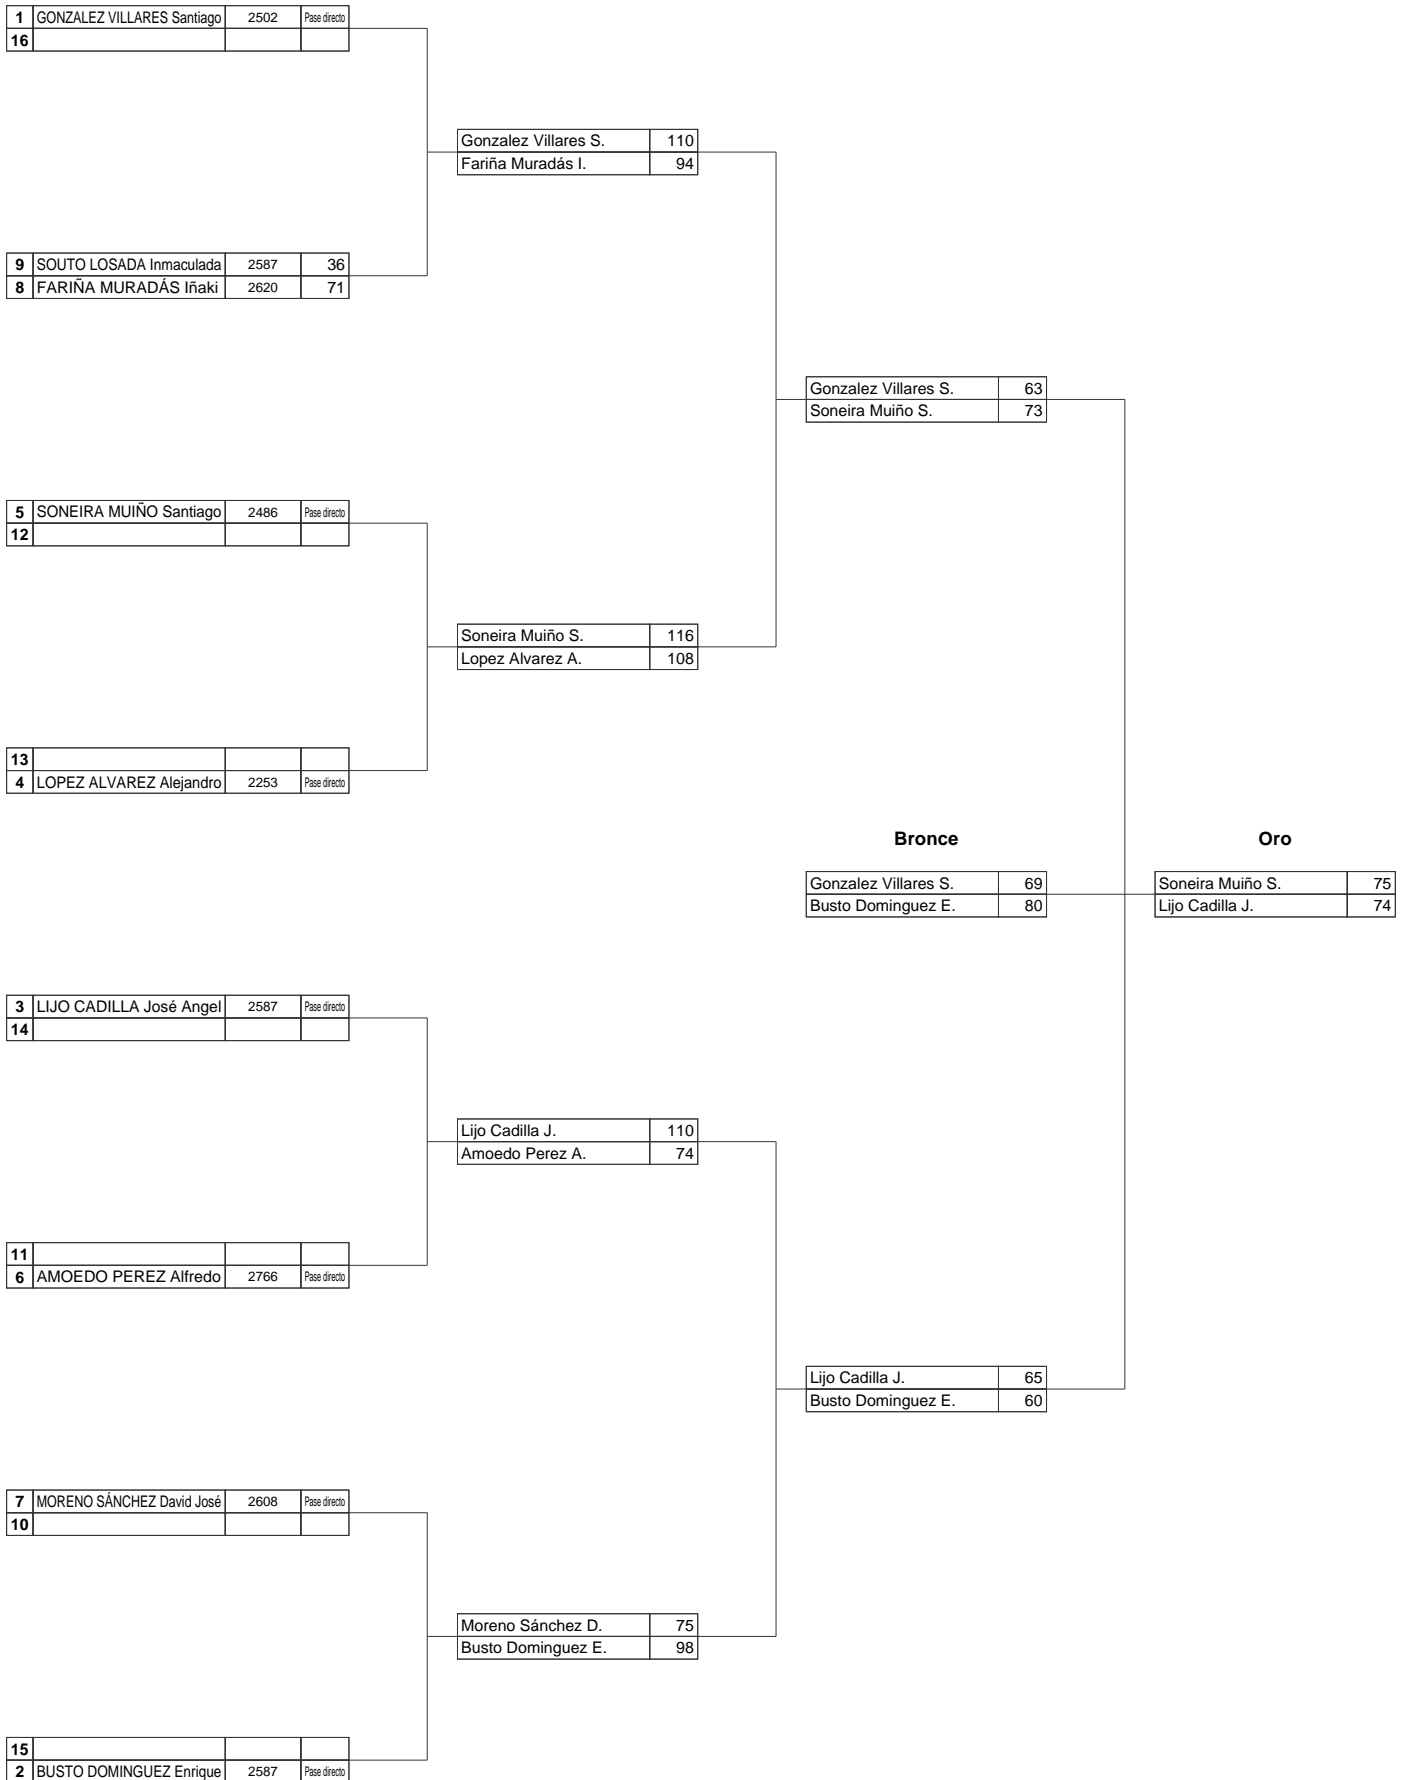 1 GONZALEZ VILLARES Santiago 2502 Pase directo
16
Gonzalez Villares S. 110
Fariña Muradás I. 94
9 SOUTO LOSADA Inmaculada 2587 36
8 FARIÑA MURADÁS Iñaki 2620 71
Gonzalez Villares S. 63
Soneira Muiño S. 73
5 SONEIRA MUIÑO Santiago 2486 Pase directo
12
Soneira Muiño S. 116
Lopez Alvarez A. 108
13
4 LOPEZ ALVAREZ Alejandro 2253 Pase directo
Bronce Oro
Gonzalez Villares S. 69 Soneira Muiño S. 75
Busto Dominguez E. 80 Lijo Cadilla J. 74
3 LIJO CADILLA José Angel 2587 Pase directo
14
Lijo Cadilla J. 110
Amoedo Perez A. 74
11
6 AMOEDO PEREZ Alfredo 2766 Pase directo
Lijo Cadilla J. 65
Busto Dominguez E. 60
7 MORENO SÁNCHEZ David José 2608 Pase directo
10
Moreno Sánchez D. 75
Busto Dominguez E. 98
15
2 BUSTO DOMINGUEZ Enrique 2587 Pase directo